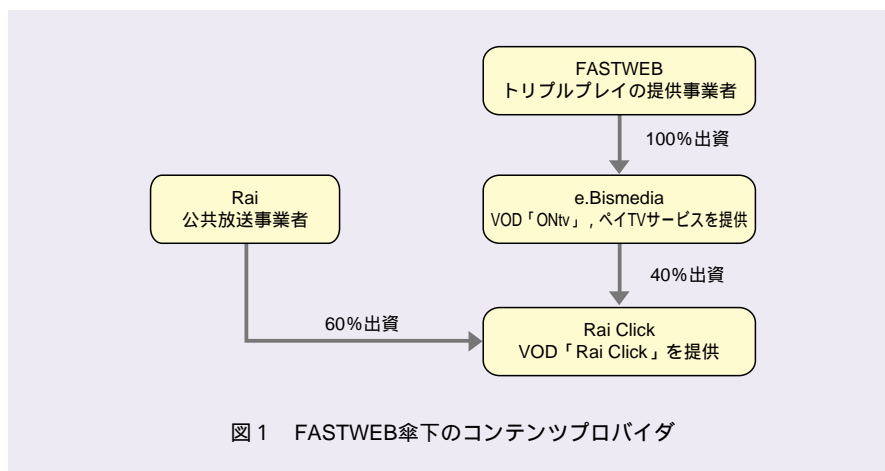 FASTWEB
トリプルプレイの提供事業者
100%出資
Rai
公共放送事業者
e.Bismedia
VOD「ONtv」，ペイTVサービスを提供
40%出資
60%出資
Rai Click
VOD「Rai Click」を提供
図1　FASTWEB傘下のコンテンツプロバイダ